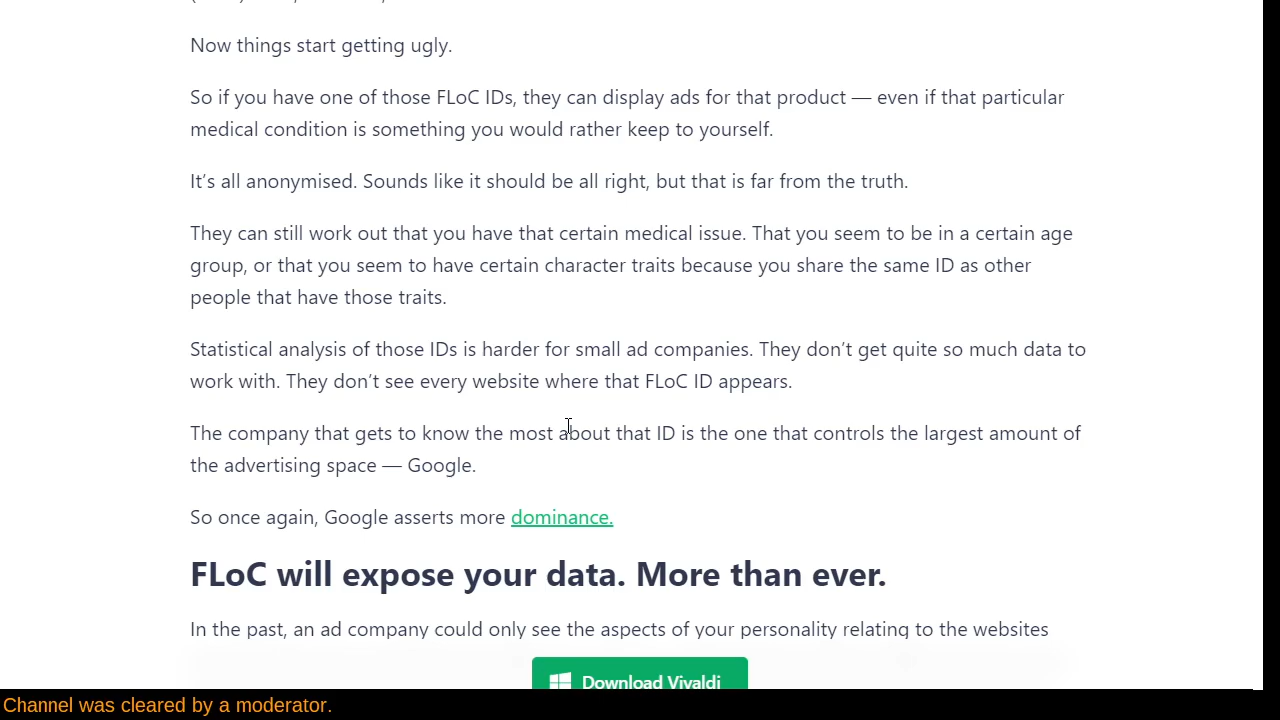 Now things start getting ugly.
So if you have one of those FLoC IDs, they can display ads for that product — even if that particular
medical condition is something you would rather keep to yourself.
It’s all anonymised. Sounds like it should be all right, but that is far from the truth.
They can still work out that you have that certain medical issue. That you seem to be in a certain age
group, or that you seem to have certain character traits because you share the same ID as other
people that have those traits.
Statistical analysis of those IDs is harder for small ad companies. They don’t get quite so much data to
work with. They don’t see every website where that FLoC ID appears.
The company that gets to know the most about that ID is the one that controls the largest amount of
the advertising space — Google.
So once again, Google asserts more dominance.
FLoC will expose your data. More than ever.
In the past, an ad company could only see the aspects of your personality relating to the websites
Download Vivaldi
Channel was cleared by a moderator.